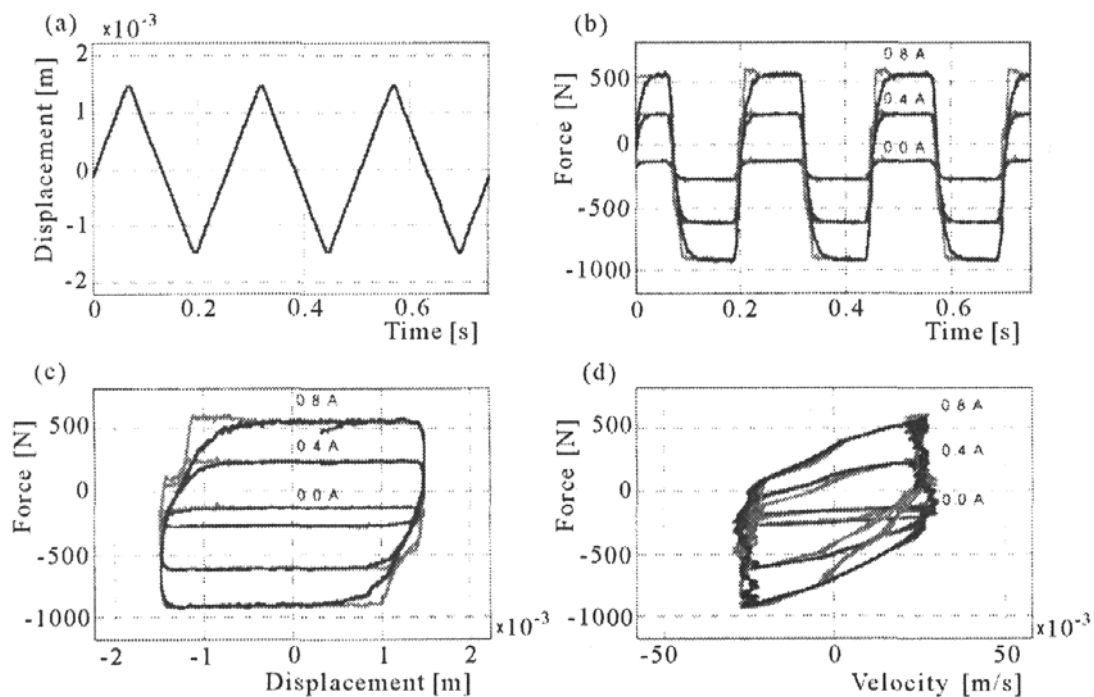 (a)
×10⁻³
Displacement [m]
2
1
0
-1
-2
0
0.2
0.4
0.6
Time [s]
(b)
Force [N]
500
0
-500
-1000
0.8 A
0.4 A
0.0 A
0
0.2
0.4
0.6
Time [s]
(c)
Force [N]
500
0
-500
-1000
0.8 A
0.4 A
0.0 A
-2
-1
0
1
2
×10⁻³
Displacement [m]
(d)
Force [N]
500
0
-500
-1000
0.8 A
0.4 A
0.0 A
-50
0
50
×10⁻³
Velocity [m/s]